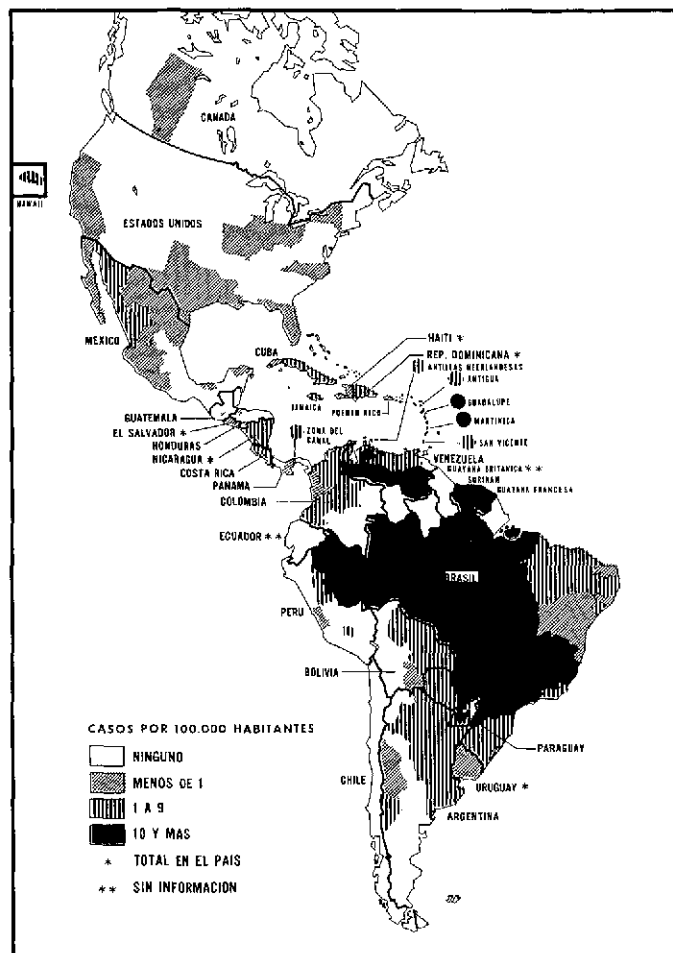 CANADA
HAWAII
ESTADOS UNIDOS
MEXICO
CUBA
HAITI *
REP. DOMINICANA *
ANTILLAS NEERLANDESAS
ANTIGUA
JAMAICA
PUERTO RICO
GUADALUPE
MARTINICA
GUATEMALA
EL SALVADOR *
HONDURAS
NICARAGUA *
COSTA RICA
PANAMA
ZONA DEL
CANAL
SAN VICENTE
VENEZUELA
GUAYANA BRITANICA * *
SURINAM
GUAYANA FRANCESA
COLOMBIA
ECUADOR * *
BRASIL
PERU
BOLIVIA
PARAGUAY
CHILE
URUGUAY *
ARGENTINA
CASOS POR 100.000 HABITANTES
NINGUNO
MENOS DE 1
1 A 9
10 Y MAS
* TOTAL EN EL PAIS
** SIN INFORMACIÓN